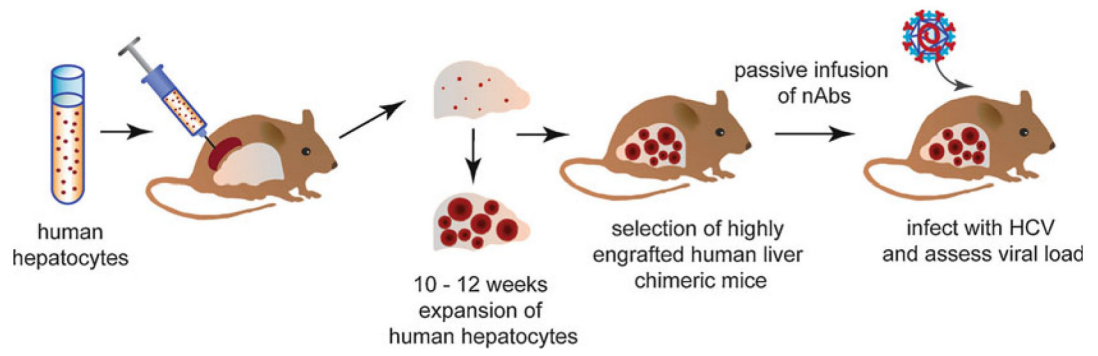 human
hepatocytes
10 - 12 weeks
expansion of
human hepatocytes
selection of highly
engrafted human liver
chimeric mice
passive infusion
of nAbs
infect with HCV
and assess viral load